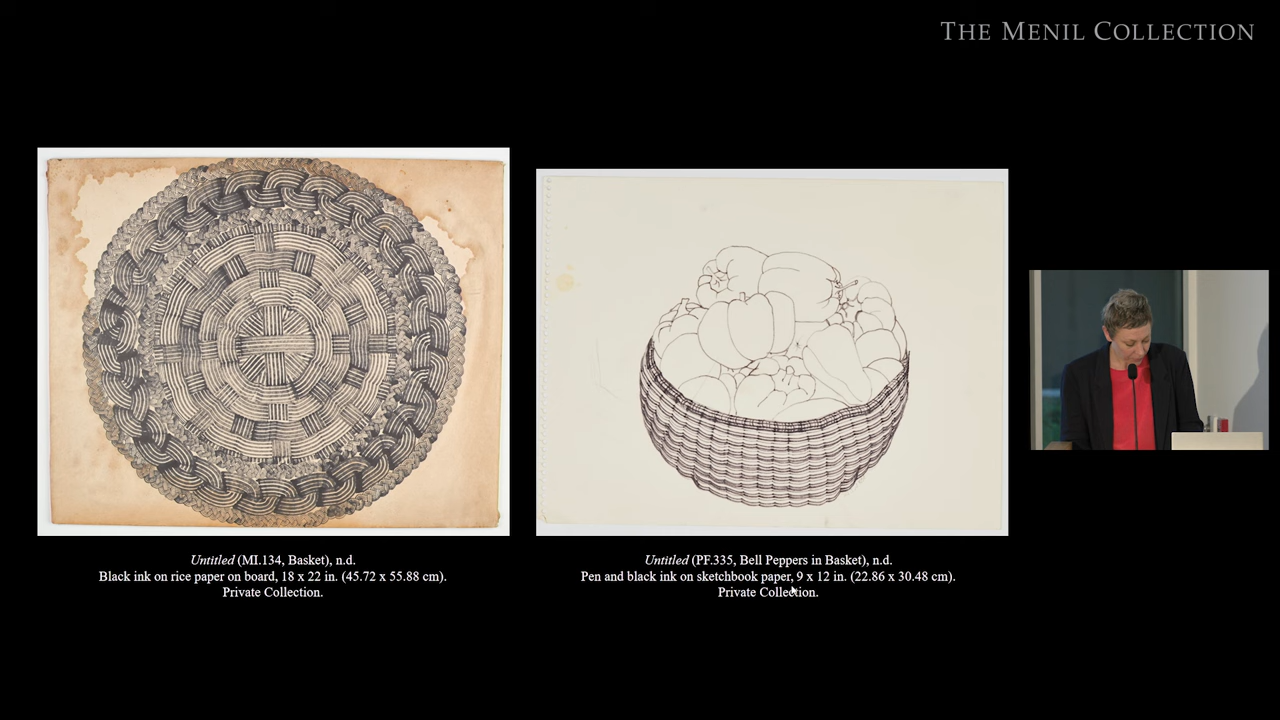 THE MENIL COLLECTION
Untitled (MI.134, Basket), n.d.
Black ink on rice paper on board, 18 x 22 in. (45.72 x 55.88 cm).
Private Collection.
Untitled (PF.335, Bell Peppers in Basket), n.d.
Pen and black ink on sketchbook paper, 9 x 12 in. (22.86 x 30.48 cm).
Private Collection.